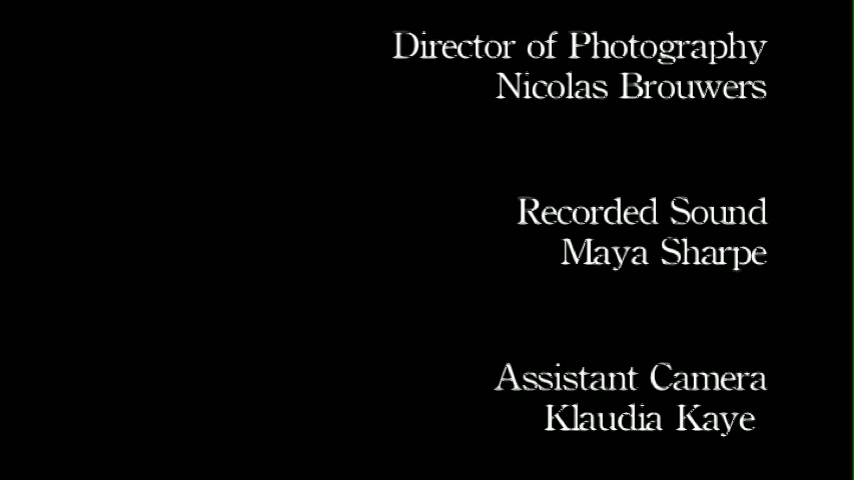 Director of Photography
Nicolas Brouwers
Recorded Sound
Maya Sharpe
Assistant Camera
Klaudia Kaye